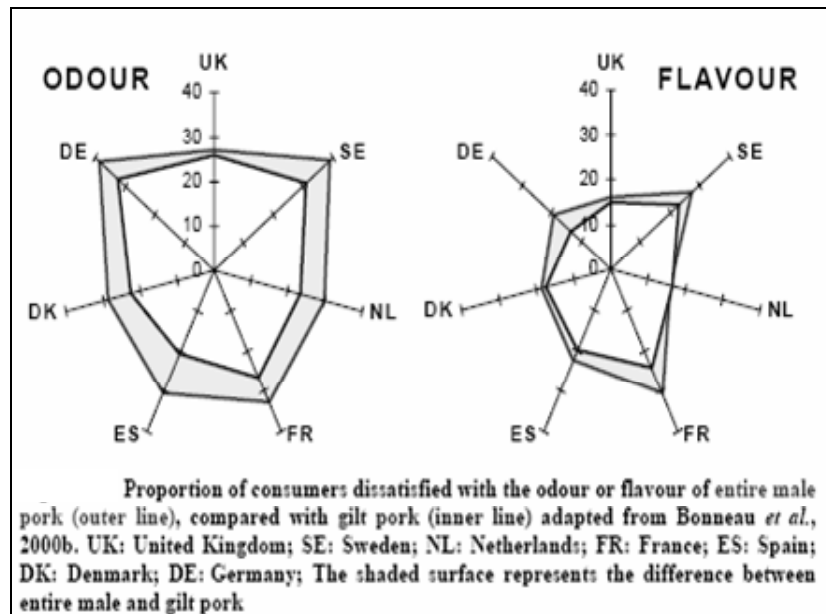 ODOUR
UK
40
30
20
10
0
DE
SE
DK
NL
ES
FR
FLAVOUR
UK
40
30
20
10
0
DE
SE
DK
NL
ES
FR
Proportion of consumers dissatisfied with the odour or flavour of entire male
pork (outer line), compared with gilt pork (inner line) adapted from Bonneau et al.,
2000b. UK: United Kingdom; SE: Sweden; NL: Netherlands; FR: France; ES: Spain;
DK: Denmark; DE: Germany; The shaded surface represents the difference between
entire male and gilt pork